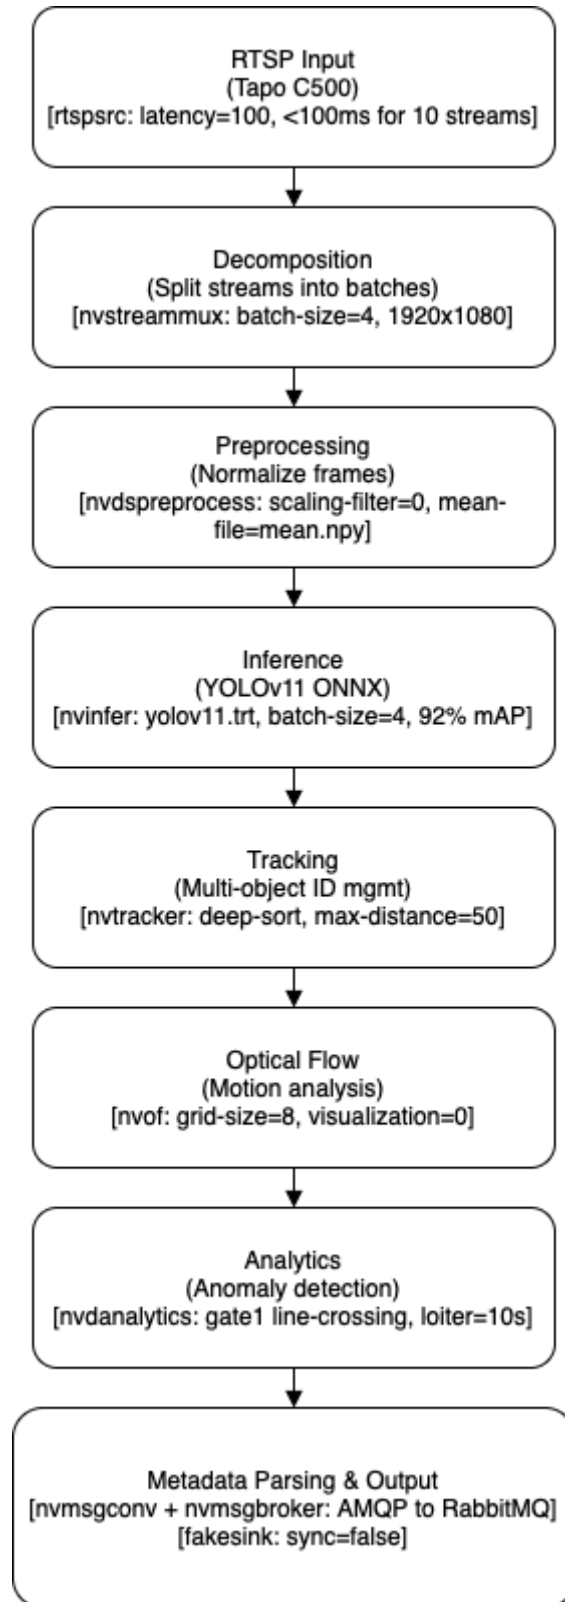 RTSP Input
(Tapo C500)
[rtspsrc: latency=100, <100ms for 10 streams]
Decomposition
(Split streams into batches)
[nvstreammux: batch-size=4, 1920x1080]
Preprocessing
(Normalize frames)
[nvdspreprocess: scaling-filter=0, mean-
file=mean.npy]
Inference
(YOLOv11 ONNX)
[nvinfer: yolov11.trt, batch-size=4, 92% mAP]
Tracking
(Multi-object ID mgmt)
[nvtracker: deep-sort, max-distance=50]
Optical Flow
(Motion analysis)
[nvof: grid-size=8, visualization=0]
Analytics
(Anomaly detection)
[nvdanalytics: gate1 line-crossing, loiter=10s]
Metadata Parsing & Output
[nvmsgconv + nvmsgbroker: AMQP to RabbitMQ]
[fakesink: sync=false]